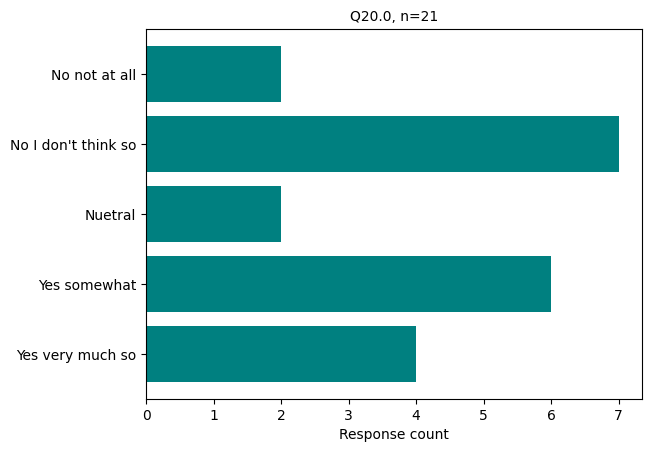 Q20.0, n=21
No not at all
No I don't think so
Nuetral
Yes somewhat
Yes very much so
0 1 2 3 4 5 6 7
Response count